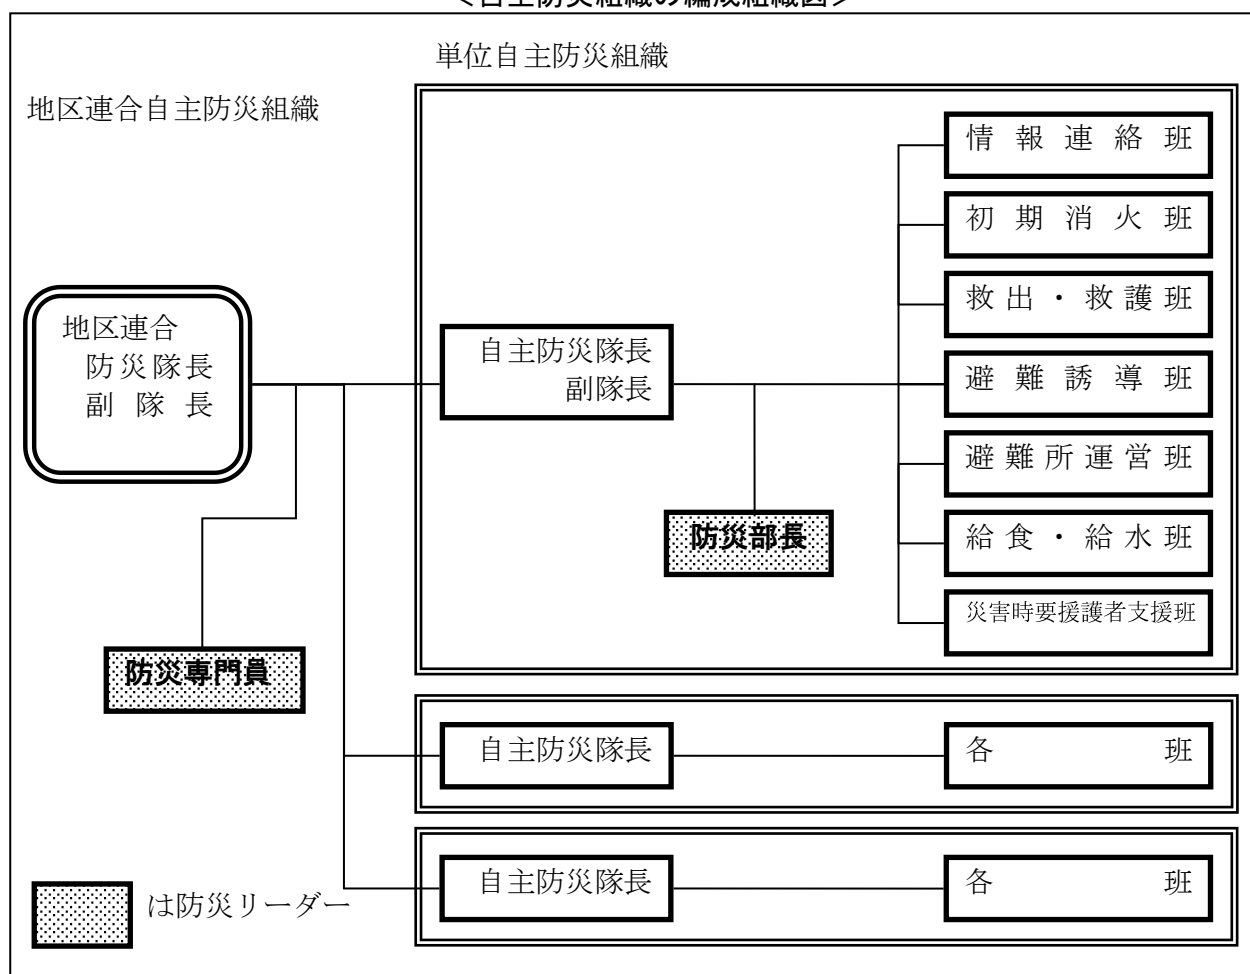 <自主防災組織の編成組織図>
単位自主防災組織
地区連合自主防災組織
情報連絡班
初期消火班
救出・救護班
地区連合
防災隊長
副隊長
自主防災隊長
副隊長
避難誘導班
避難所運営班
防災部長
給食・給水班
災害時要援護者支援班
防災専門員
自主防災隊長
各班
自主防災隊長
各班
は防災リーダー